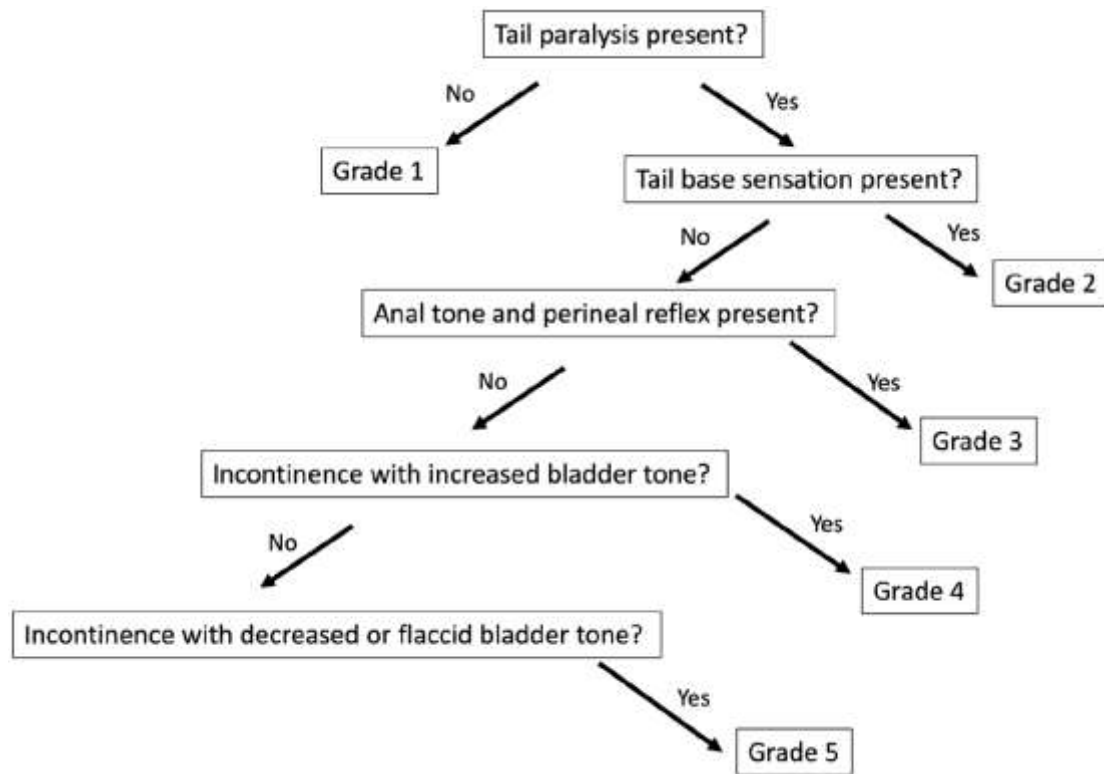 Tail paralysis present?
No
Yes
Grade 1
Tail base sensation present?
No
Yes
Grade 2
Anal tone and perineal reflex present?
No
Yes
Grade 3
Incontinence with increased bladder tone?
No
Yes
Grade 4
Incontinence with decreased or flaccid bladder tone?
Yes
Grade 5